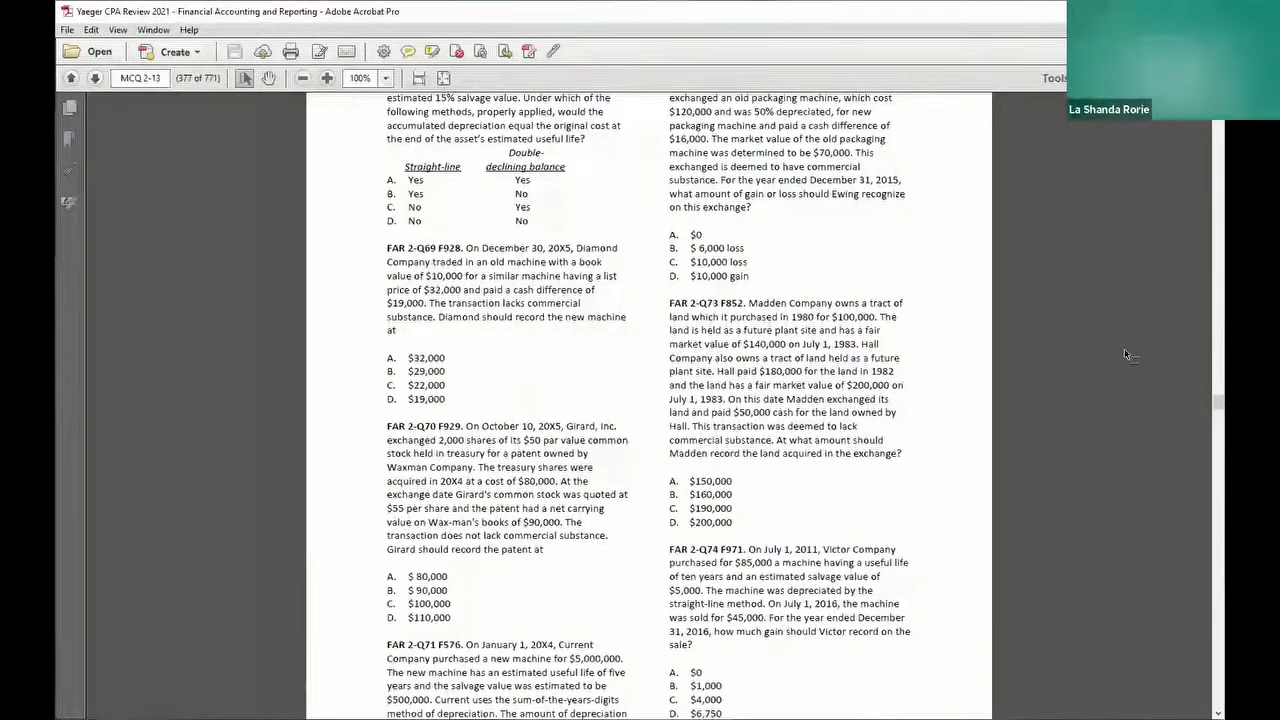 Yaeger CPA Review 2021 - Financial Accounting and Reporting - Adobe Acrobat Pro
File Edit View Window Help
Open Create
MCQ 2-13 (377 of 771) 100% Tools
La Shanda Rorie
estimated 15% salvage value. Under which of the
following methods, properly applied, would the
accumulated depreciation equal the original cost at
the end of the asset's estimated useful life?
Double-
Straight-line declining balance
A. Yes Yes
B. Yes No
C. No Yes
D. No No
FAR 2-Q69 F928. On December 30, 20X5, Diamond
Company traded in an old machine with a book
value of $10,000 for a similar machine having a list
price of $32,000 and paid a cash difference of
$19,000. The transaction lacks commercial
substance. Diamond should record the new machine
at
A. $32,000
B. $29,000
C. $22,000
D. $19,000
FAR 2-Q70 F929. On October 10, 20X5, Girard, Inc.
exchanged 2,000 shares of its $50 par value common
stock held in treasury for a patent owned by
Waxman Company. The treasury shares were
acquired in 20X4 at a cost of $80,000. At the
exchange date Girard's common stock was quoted at
$55 per share and the patent had a net carrying
value on Wax-man's books of $90,000. The
transaction does not lack commercial substance.
Girard should record the patent at
A. $ 80,000
B. $ 90,000
C. $100,000
D. $110,000
FAR 2-Q71 F576. On January 1, 20X4, Current
Company purchased a new machine for $5,000,000.
The new machine has an estimated useful life of five
years and the salvage value was estimated to be
$500,000. Current uses the sum-of-the-years-digits
method of depreciation. The amount of depreciation
exchanged an old packaging machine, which cost
$120,000 and was 50% depreciated, for new
packaging machine and paid a cash difference of
$16,000. The market value of the old packaging
machine was determined to be $70,000. This
exchanged is deemed to have commercial
substance. For the year ended December 31, 2015,
what amount of gain or loss should Ewing recognize
on this exchange?
A. $0
B. $ 6,000 loss
C. $10,000 loss
D. $10,000 gain
FAR 2-Q73 F852. Madden Company owns a tract of
land which it purchased in 1980 for $100,000. The
land is held as a future plant site and has a fair
market value of $140,000 on July 1, 1983. Hall
Company also owns a tract of land held as a future
plant site. Hall paid $180,000 for the land in 1982
and the land has a fair market value of $200,000 on
July 1, 1983. On this date Madden exchanged its
land and paid $50,000 cash for the land owned by
Hall. This transaction was deemed to lack
commercial substance. At what amount should
Madden record the land acquired in the exchange?
A. $150,000
B. $160,000
C. $190,000
D. $200,000
FAR 2-Q74 F971. On July 1, 2011, Victor Company
purchased for $85,000 a machine having a useful life
of ten years and an estimated salvage value of
$5,000. The machine was depreciated by the
straight-line method. On July 1, 2016, the machine
was sold for $45,000. For the year ended December
31, 2016, how much gain should Victor record on the
sale?
A. $0
B. $1,000
C. $4,000
D. $6,750